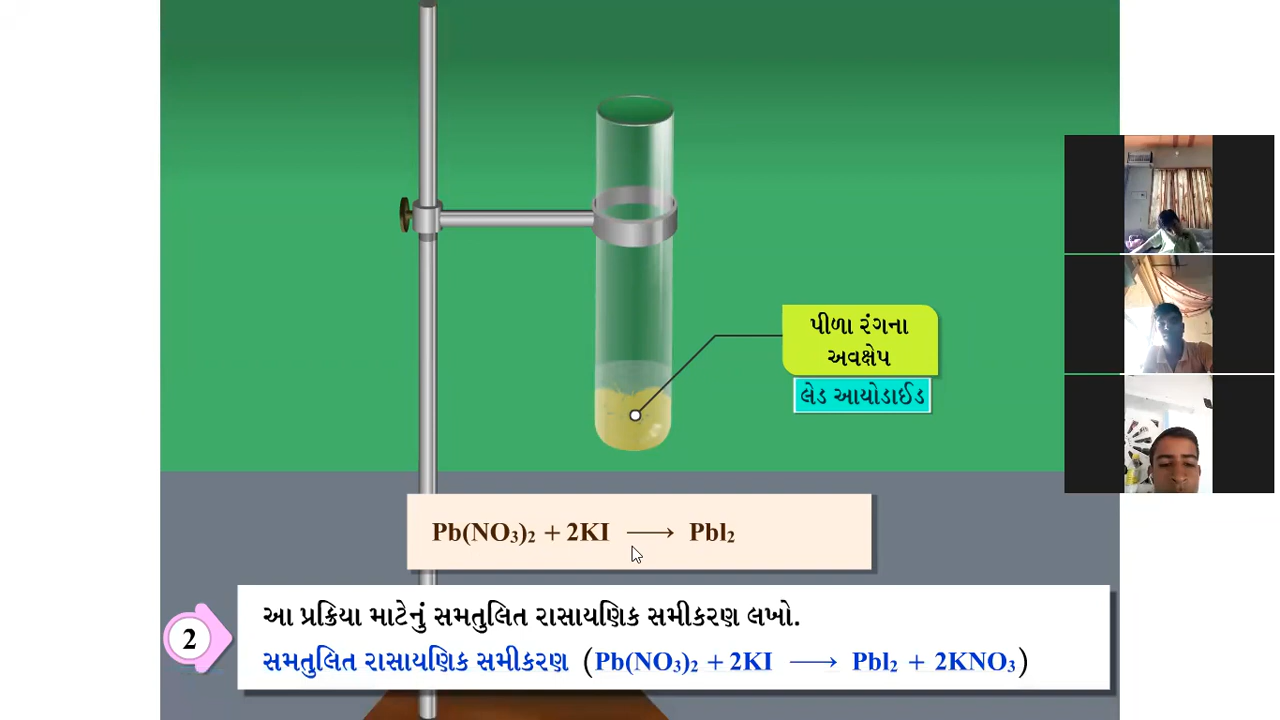 પીળા રંગના
અવક્ષેપ
લેડ આયોડાઈડ
Pb(NO₃)₂ + 2KI ⟶ PbI₂
2
આ પ્રક્રિયા માટેનું સમતુલિત રાસાયણિક સમીકરણ લખો.
સમતુલિત રાસાયણિક સમીકરણ (Pb(NO₃)₂ + 2KI ⟶ PbI₂ + 2KNO₃)